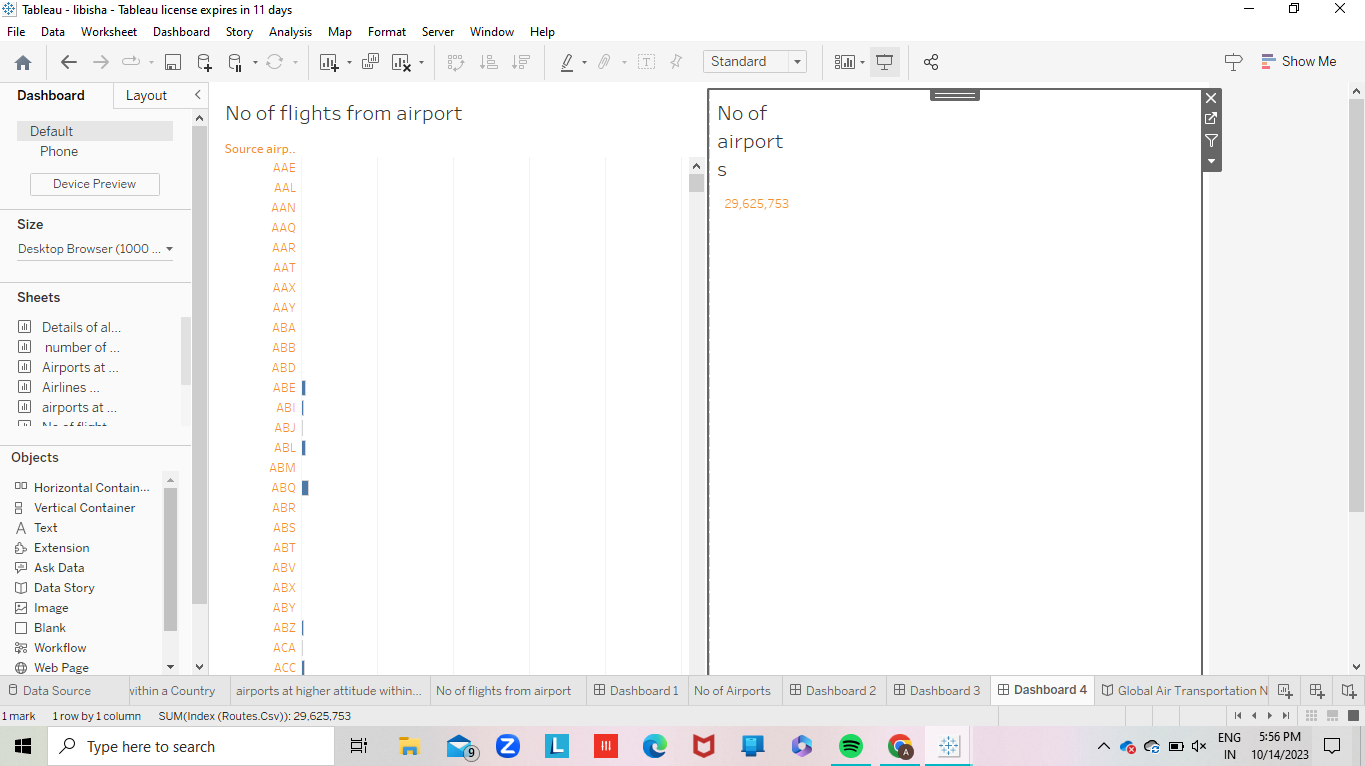 Tableau - libisha - Tableau license expires in 11 days
File Data Worksheet Dashboard Story Analysis Map Format Server Window Help
Standard
Show Me
Dashboard Layout
Default
Phone
Device Preview
Size
Desktop Browser (1000 ...
Sheets
Details of al...
number of ...
Airports at ...
Airlines ...
airports at ...
Objects
Horizontal Contain...
Vertical Container
Text
Extension
Ask Data
Data Story
Image
Blank
Workflow
Web Page
No of flights from airport
Source airp..
AAE
AAL
AAN
AAQ
AAR
AAT
AAX
AAY
ABA
ABB
ABD
ABE
ABI
ABJ
ABL
ABM
ABQ
ABR
ABS
ABT
ABV
ABX
ABY
ABZ
ACA
ACC
No of
airport
s
29,625,753
Data Source within a Country airports at higher attitude within... No of flights from airport Dashboard 1 No of Airports Dashboard 2 Dashboard 3 Dashboard 4 Global Air Transportation N
1 mark 1 row by 1 column SUM(Index (Routes.Csv)): 29,625,753
Type here to search
9
L
A
ENG
IN
5:56 PM
10/14/2023